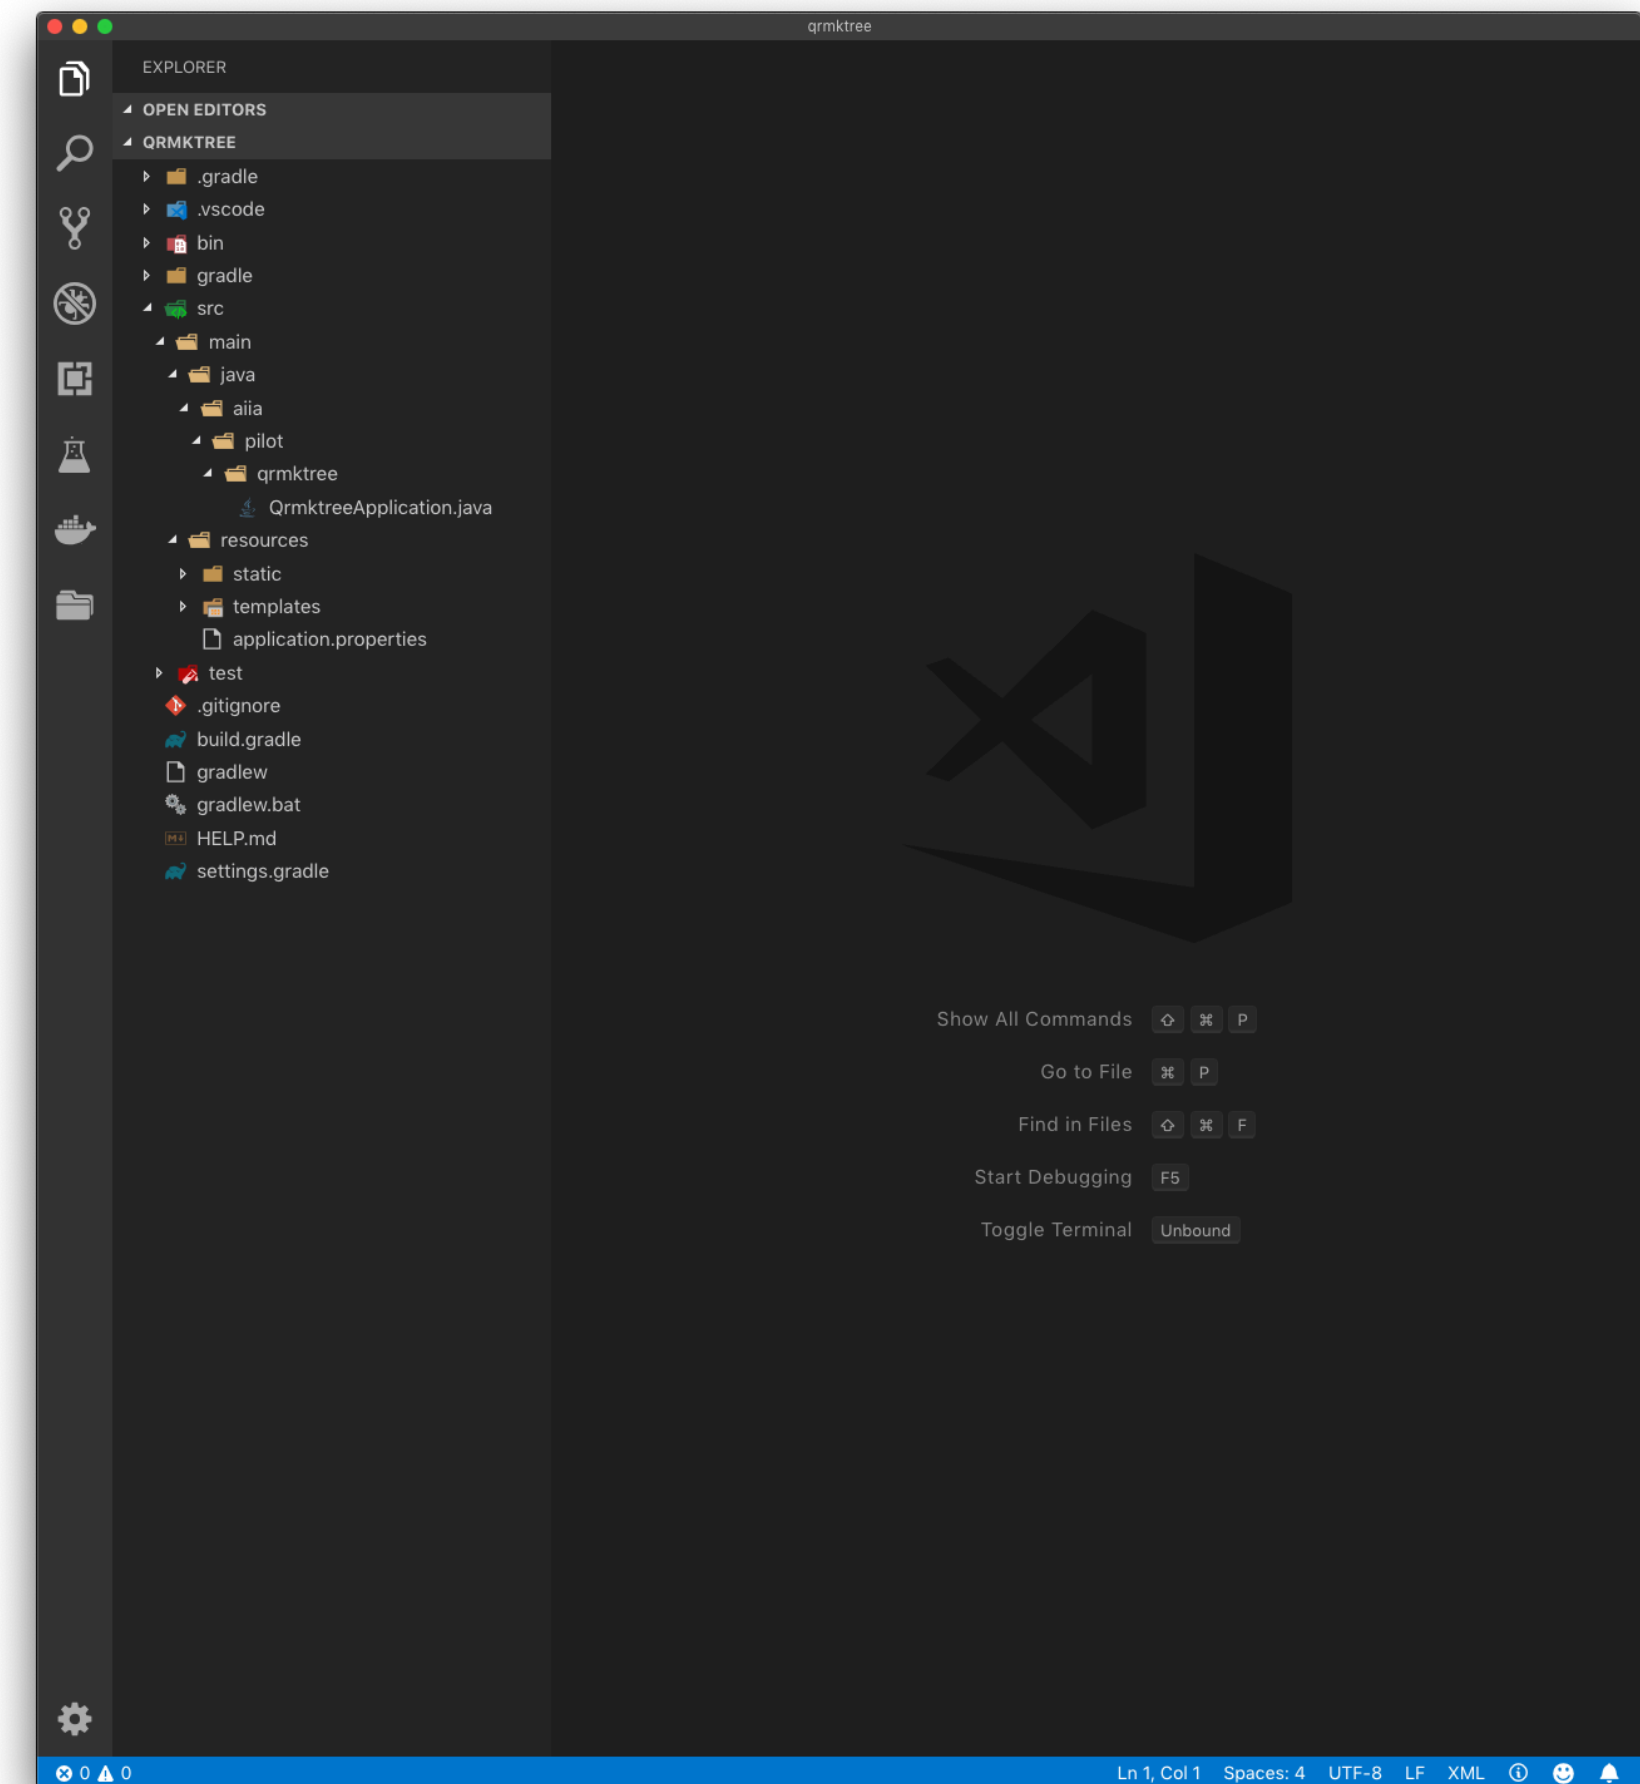 qrmktree
EXPLORER
OPEN EDITORS
QRMKTREE
.gradle
.vscode
bin
gradle
src
main
java
aiia
pilot
qrmktree
QrmktreeApplication.java
resources
static
templates
application.properties
test
.gitignore
build.gradle
gradlew
gradlew.bat
M↓ HELP.md
settings.gradle
Show All Commands ⇧ ⌘ P
Go to File ⌘ P
Find in Files ⇧ ⌘ F
Start Debugging F5
Toggle Terminal Unbound
0 0 Ln 1, Col 1 Spaces: 4 UTF-8 LF XML